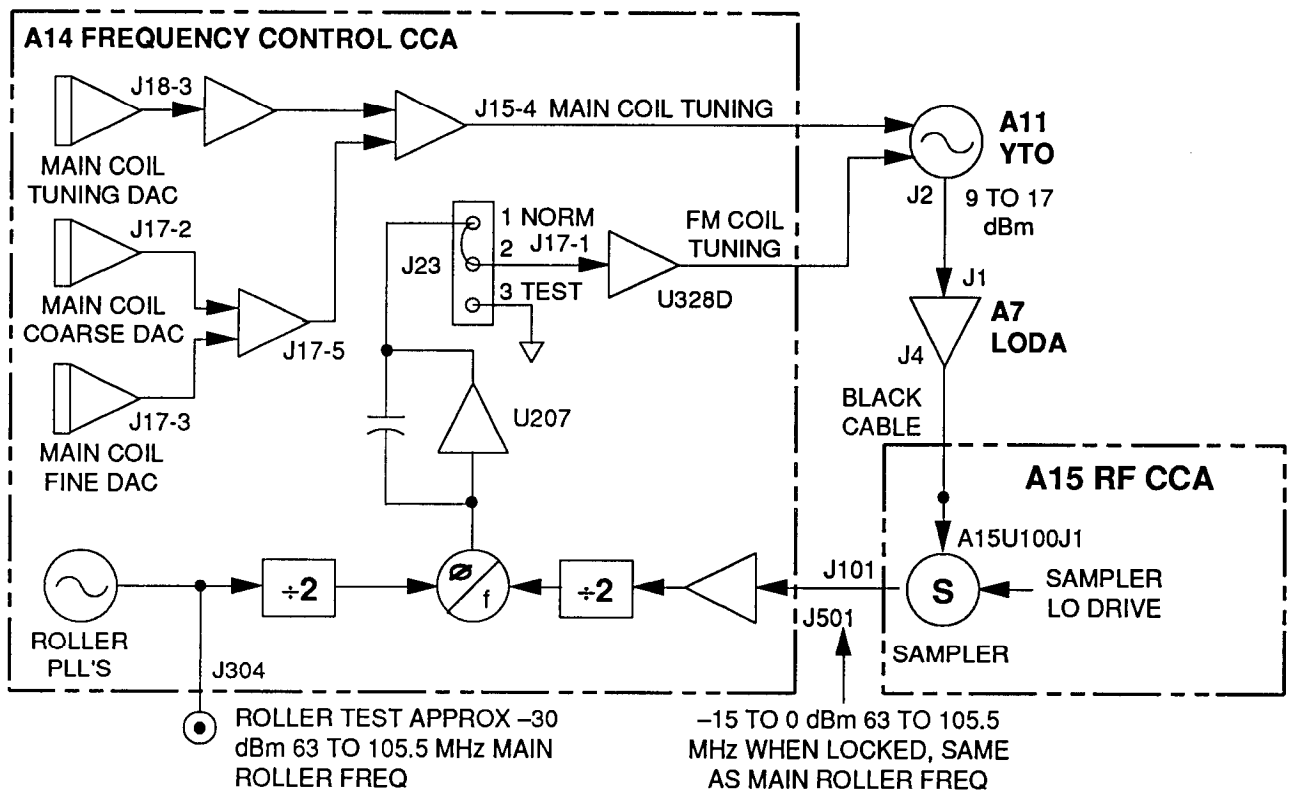 A14 FREQUENCY CONTROL CCA
J18-3
MAIN COIL
TUNING DAC
J15-4 MAIN COIL TUNING
A11
YTO
J2
9 TO 17
dBm
J17-2
MAIN COIL
COARSE DAC
J17-5
J17-3
MAIN COIL
FINE DAC
J23
1 NORM
2
3 TEST
J17-1
U328D
FM COIL
TUNING
J1
A7
LODA
J4
BLACK
CABLE
U207
A15 RF CCA
A15U100J1
S
SAMPLER
LO DRIVE
SAMPLER
J101
J501
÷2
ø
f
÷2
ROLLER
PLL'S
J304
ROLLER TEST APPROX –30
dBm 63 TO 105.5 MHz MAIN
ROLLER FREQ
–15 TO 0 dBm 63 TO 105.5
MHz WHEN LOCKED, SAME
AS MAIN ROLLER FREQ